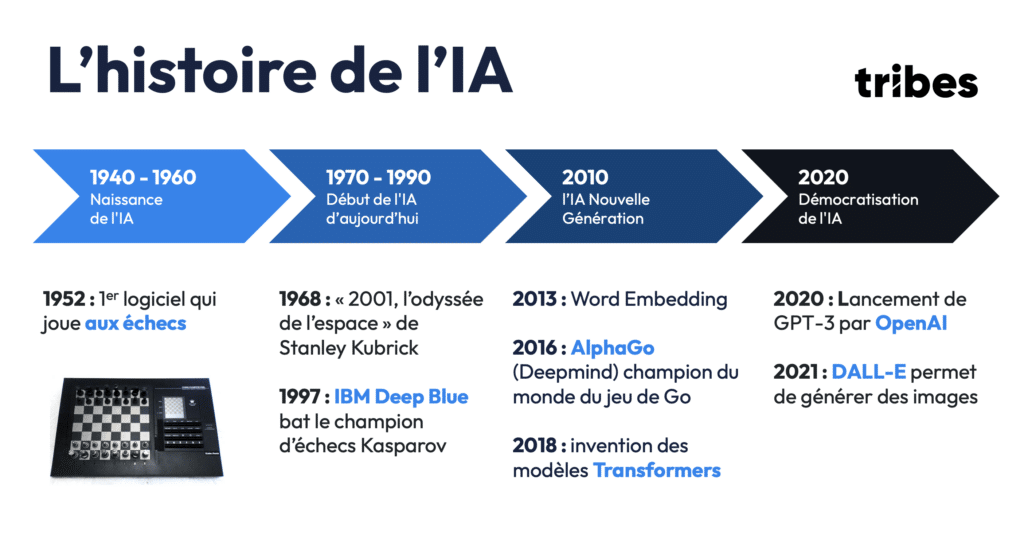 L'histoire de l'IA
tribes
1940 - 1960
Naissance
de l'IA
1970 - 1990
Début de l'IA
d'aujourd'hui
2010
l'IA Nouvelle
Génération
2020
Démocratisation
de l'IA
1952 : 1er logiciel qui
joue aux échecs
1968 : « 2001, l'odyssée
de l'espace » de
Stanley Kubrick
1997 : IBM Deep Blue
bat le champion
d'échecs Kasparov
2013 : Word Embedding
2016 : AlphaGo
(Deepmind) champion du
monde du jeu de Go
2018 : invention des
modèles Transformers
2020 : Lancement de
GPT-3 par OpenAI
2021 : DALL-E permet
de générer des images